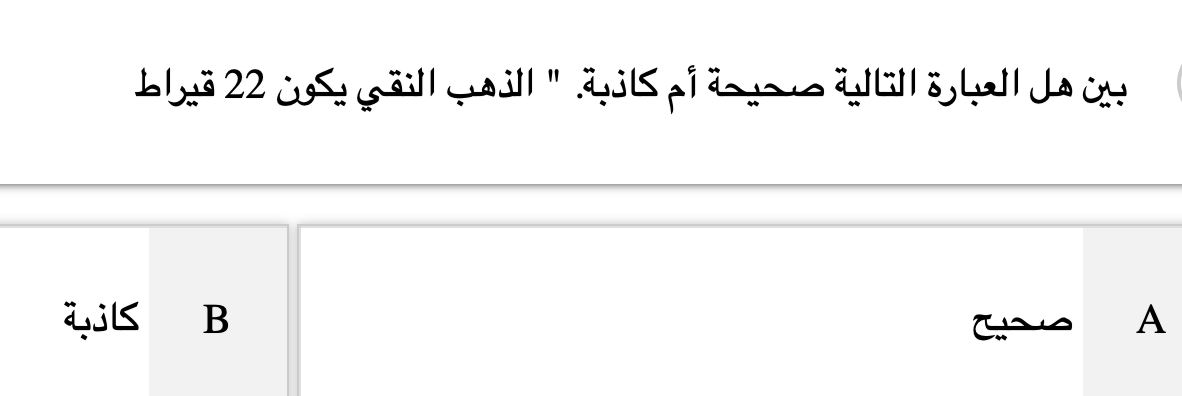 بين هل العبارة التالية صحيحة أم كاذبة. " الذهب النقي يكون 22 قيراط
A صحيح
B كاذبة